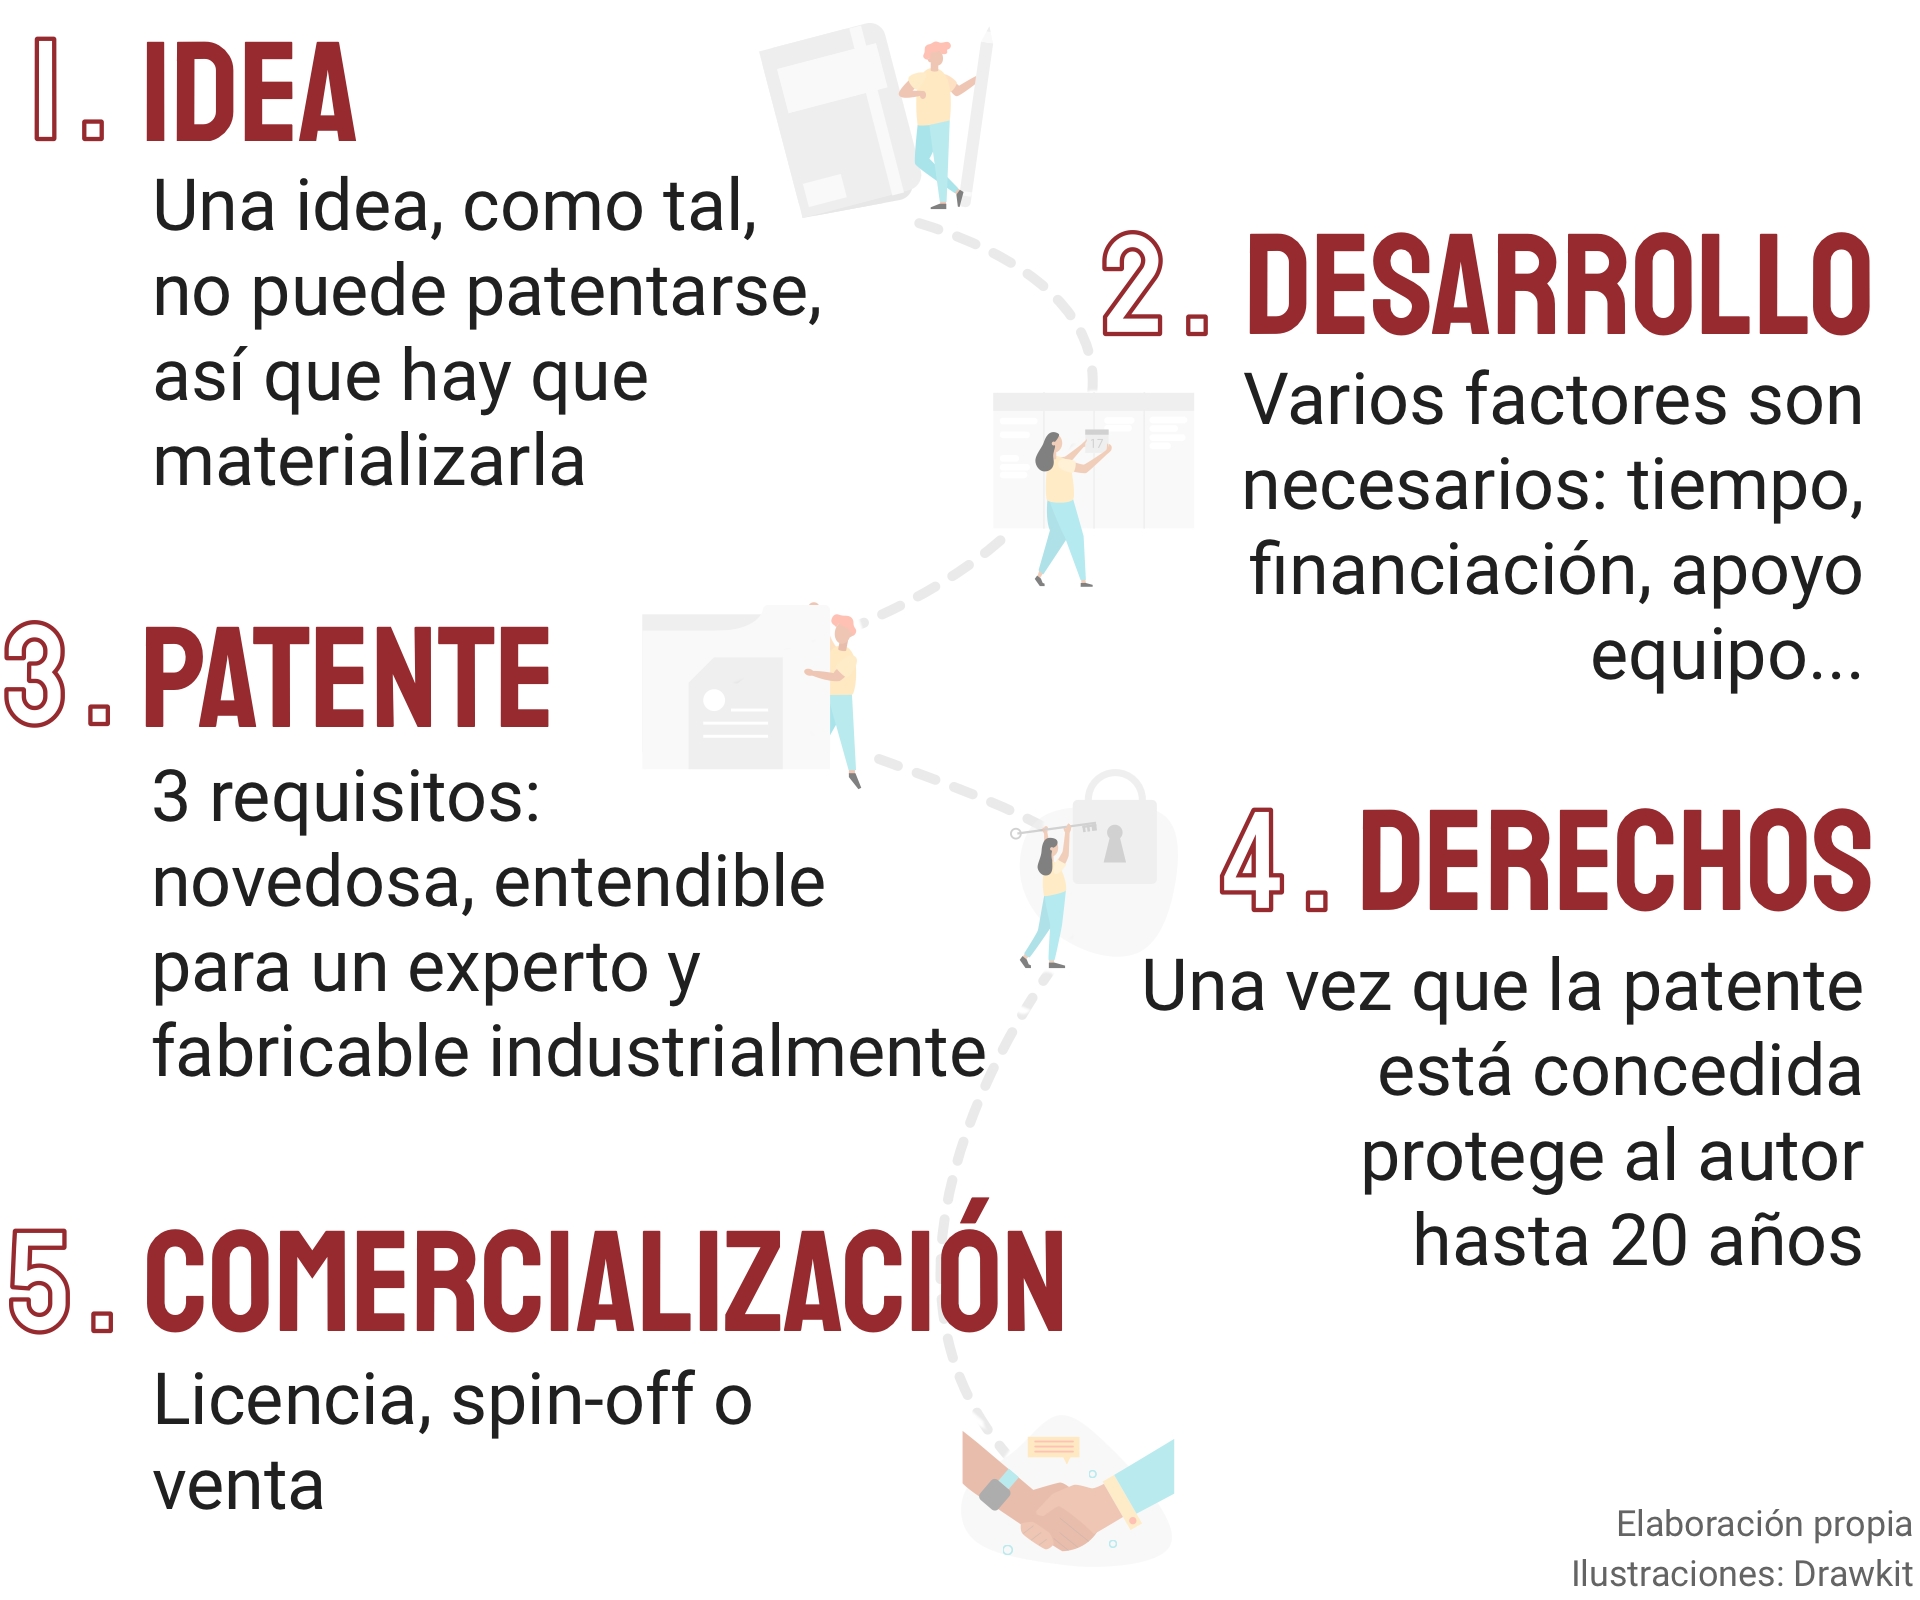 1. IDEA
Una idea, como tal,
no puede patentarse,
así que hay que
materializarla
2. DESARROLLO
Varios factores son
necesarios: tiempo,
financiación, apoyo
equipo...
17
3. PATENTE
3 requisitos:
novedosa, entendible
para un experto y
fabricable industrialmente
4. DERECHOS
Una vez que la patente
está concedida
protege al autor
hasta 20 años
5. COMERCIALIZACIÓN
Licencia, spin-off o
venta
Elaboración propia
Ilustraciones: Drawkit